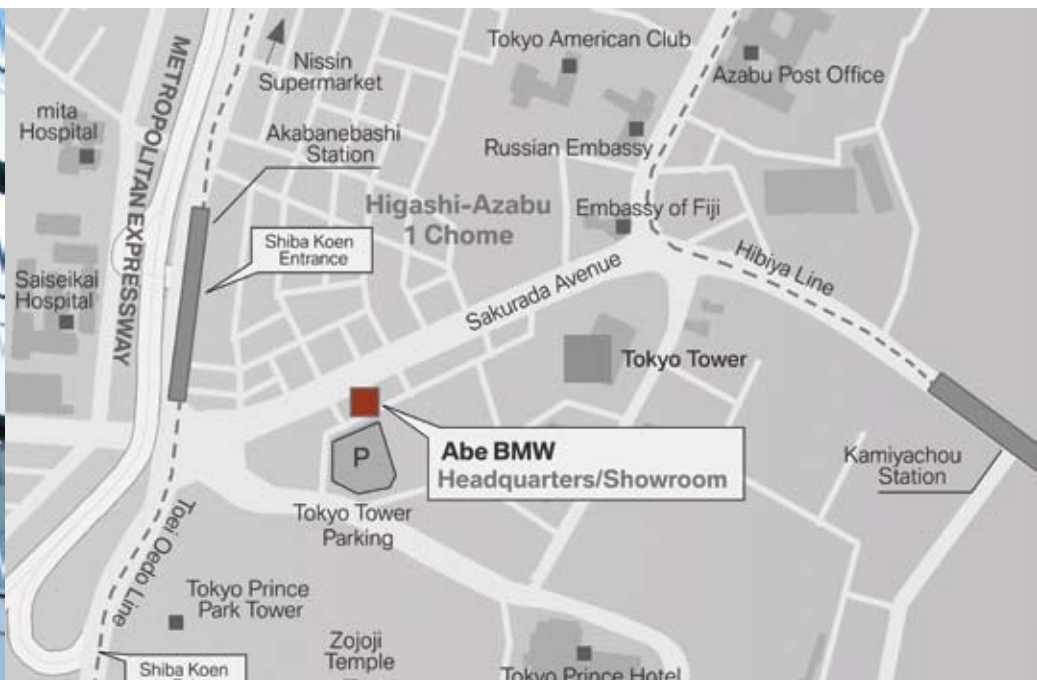 Tokyo American Club
Azabu Post Office
Nissin
Supermarket
METROPOLITAN EXPRESSWAY
mita
Hospital
Akabanebashi
Station
Russian Embassy
Higashi-Azabu
1 Chome
Embassy of Fiji
Shiba Koen
Entrance
Hibiya Line
Saiseikai
Hospital
Sakurada Avenue
Tokyo Tower
Abe BMW
Headquarters/Showroom
P
Kamiyachou
Station
Tokyo Tower
Parking
Toei Oedo Line
Tokyo Prince
Park Tower
Zojoji
Temple
Shiba Koen
Tokyo Prince Hotel